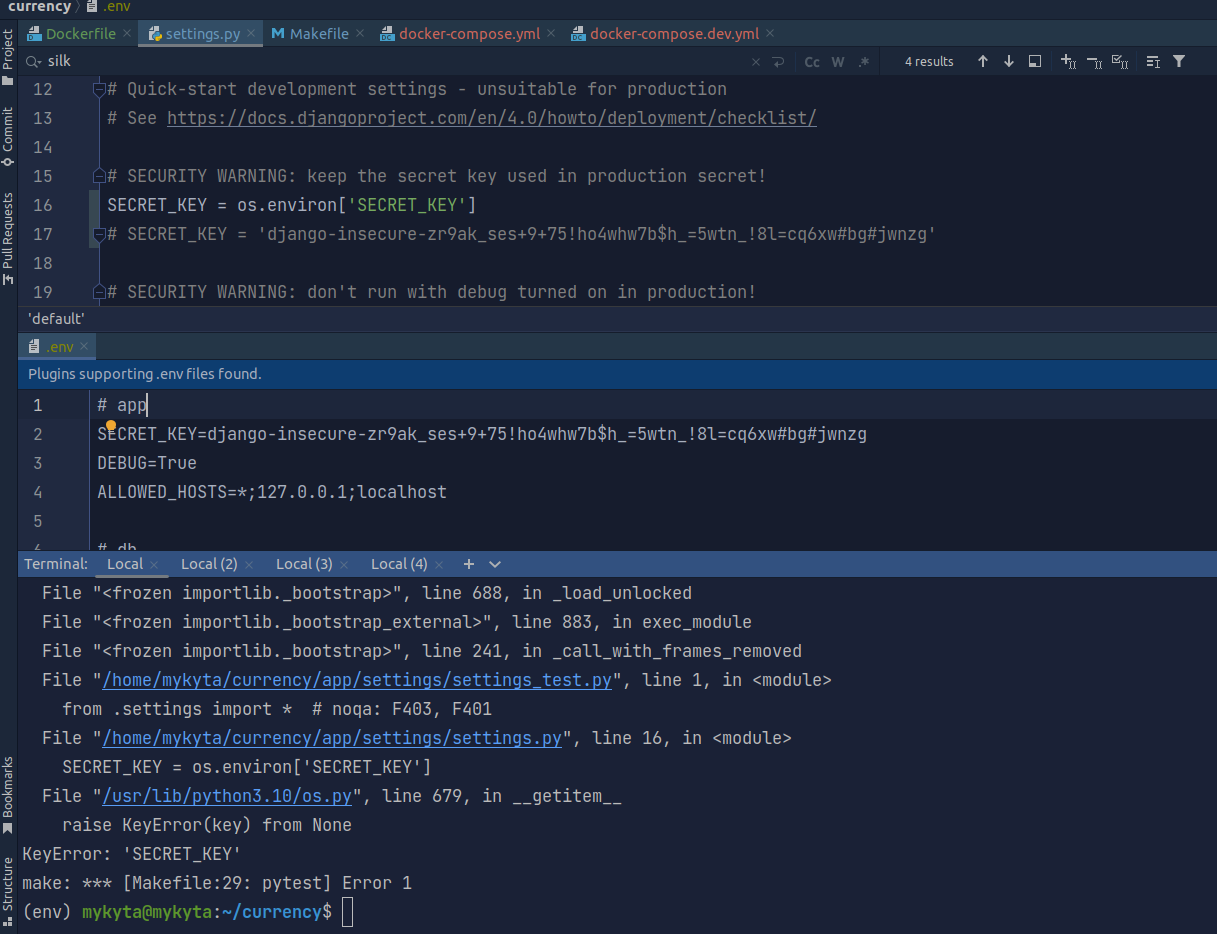 currency 〉 .env
Dockerfile × settings.py × Makefile × docker-compose.yml × docker-compose.dev.yml ×
silk × Cc W .* 4 results
12 # Quick-start development settings - unsuitable for production
13 # See https://docs.djangoproject.com/en/4.0/howto/deployment/checklist/
14
15 # SECURITY WARNING: keep the secret key used in production secret!
16 SECRET_KEY = os.environ['SECRET_KEY']
17 # SECRET_KEY = 'django-insecure-zr9ak_ses+9+75!ho4whw7b$h_=5wtn_!8l=cq6xw#bg#jwnzg'
18
19 # SECURITY WARNING: don't run with debug turned on in production!
'default'
.env ×
Plugins supporting .env files found.
1 # app
2 SECRET_KEY=django-insecure-zr9ak_ses+9+75!ho4whw7b$h_=5wtn_!8l=cq6xw#bg#jwnzg
3 DEBUG=True
4 ALLOWED_HOSTS=*;127.0.0.1;localhost
5
6 # db
Terminal: Local × Local (2) × Local (3) × Local (4) × +
File "<frozen importlib._bootstrap>", line 688, in _load_unlocked
File "<frozen importlib._bootstrap_external>", line 883, in exec_module
File "<frozen importlib._bootstrap>", line 241, in _call_with_frames_removed
File "/home/mykyta/currency/app/settings/settings_test.py", line 1, in <module>
from .settings import *  # noqa: F403, F401
File "/home/mykyta/currency/app/settings/settings.py", line 16, in <module>
SECRET_KEY = os.environ['SECRET_KEY']
File "/usr/lib/python3.10/os.py", line 679, in __getitem__
raise KeyError(key) from None
KeyError: 'SECRET_KEY'
make: *** [Makefile:29: pytest] Error 1
(env) mykyta@mykyta:~/currency$
Project
Commit
Pull Requests
Bookmarks
Structure